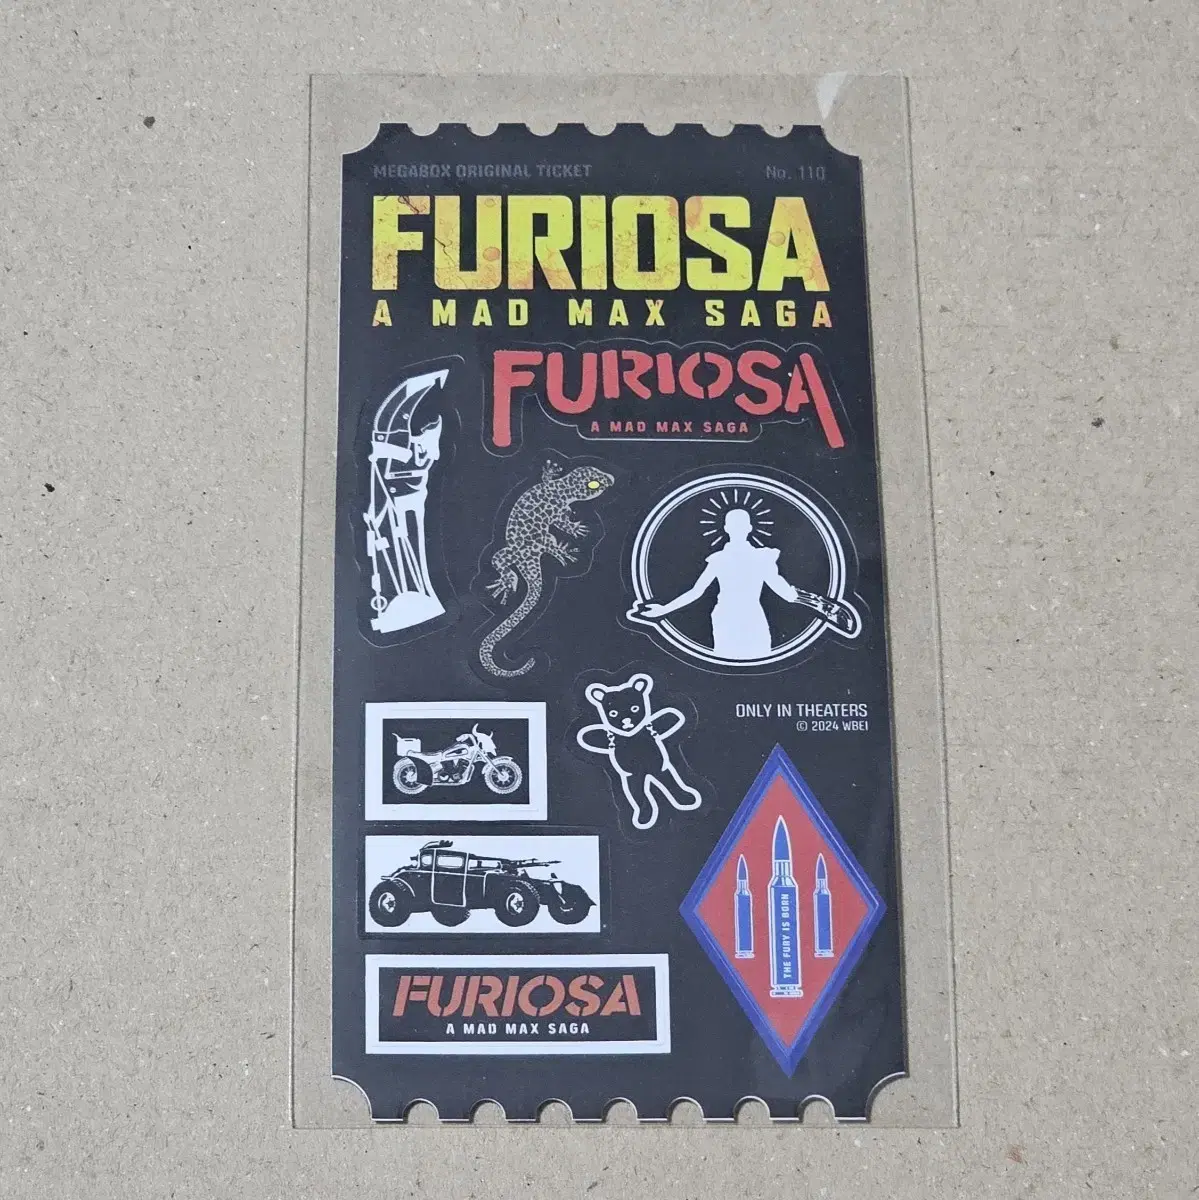 MEGABOX ORIGINAL TICKET No. 110
FURIOSA
A MAD MAX SAGA
FURIOSA
A MAD MAX SAGA
ONLY IN THEATERS
© 2024 WBEI
THE FURY IS BORN
FURIOSA
A MAD MAX SAGA